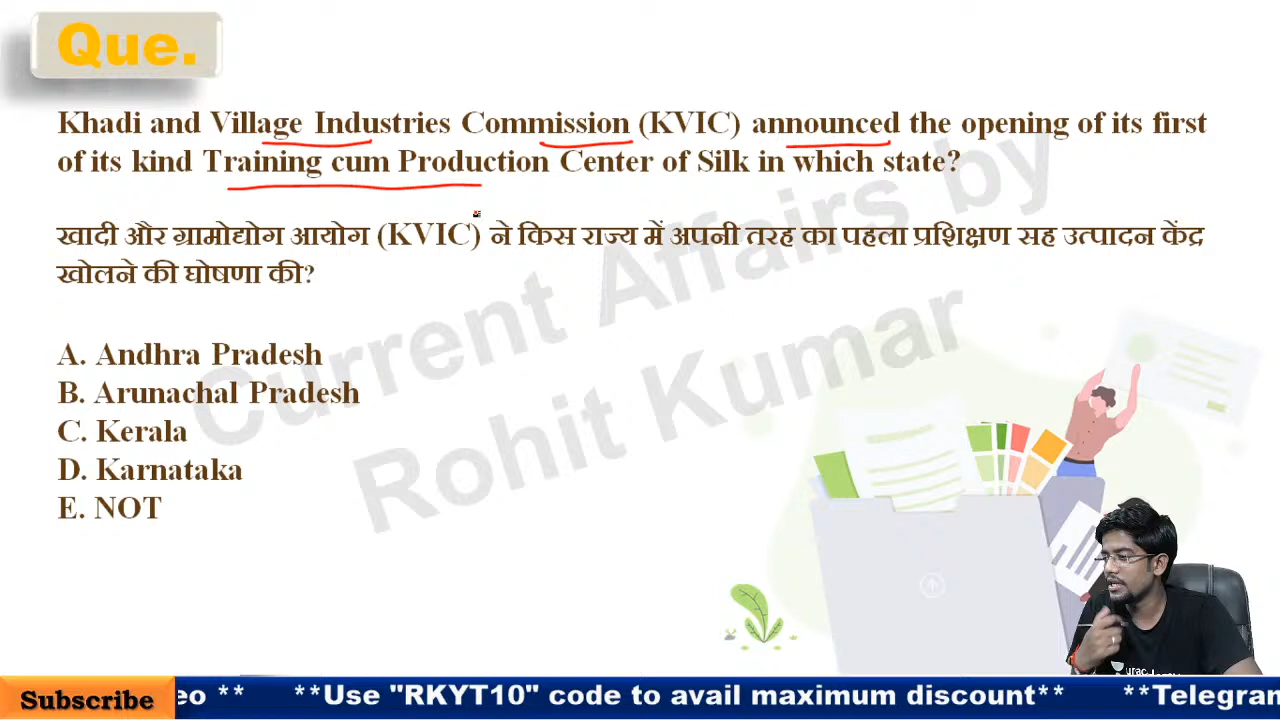 Que.
Khadi and Village Industries Commission (KVIC) announced the opening of its first
of its kind Training cum Production Center of Silk in which state?
खादी और ग्रामोद्योग आयोग (KVIC) ने किस राज्य में अपनी तरह का पहला प्रशिक्षण सह उत्पादन केंद्र
खोलने की घोषणा की?
A. Andhra Pradesh
B. Arunachal Pradesh
C. Kerala
D. Karnataka
E. NOT
Current Affairs by
Rohit Kumar
Subscribe
eo ** **Use "RKYT10" code to avail maximum discount** **Telegran